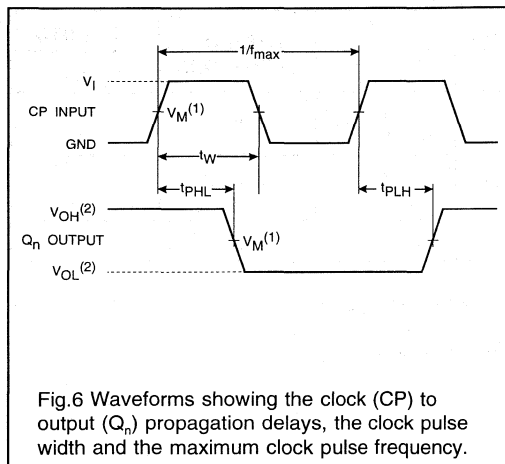 1/fmax
VI
CP INPUT
VM(1)
GND
tW
tPHL
tPLH
VOH(2)
Qn OUTPUT
VM(1)
VOL(2)
Fig.6 Waveforms showing the clock (CP) to
output (Qn) propagation delays, the clock pulse
width and the maximum clock pulse frequency.